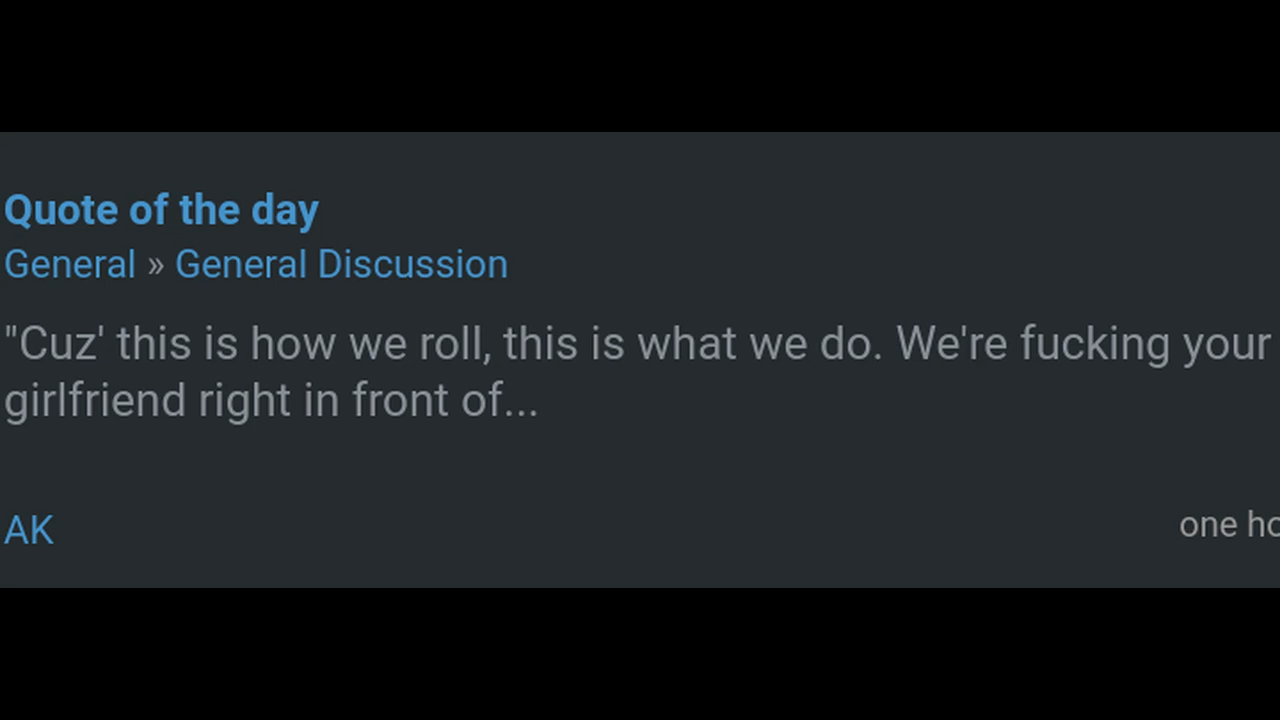 Quote of the day
General » General Discussion
"Cuz' this is how we roll, this is what we do. We're fucking your
girlfriend right in front of...
AK
one